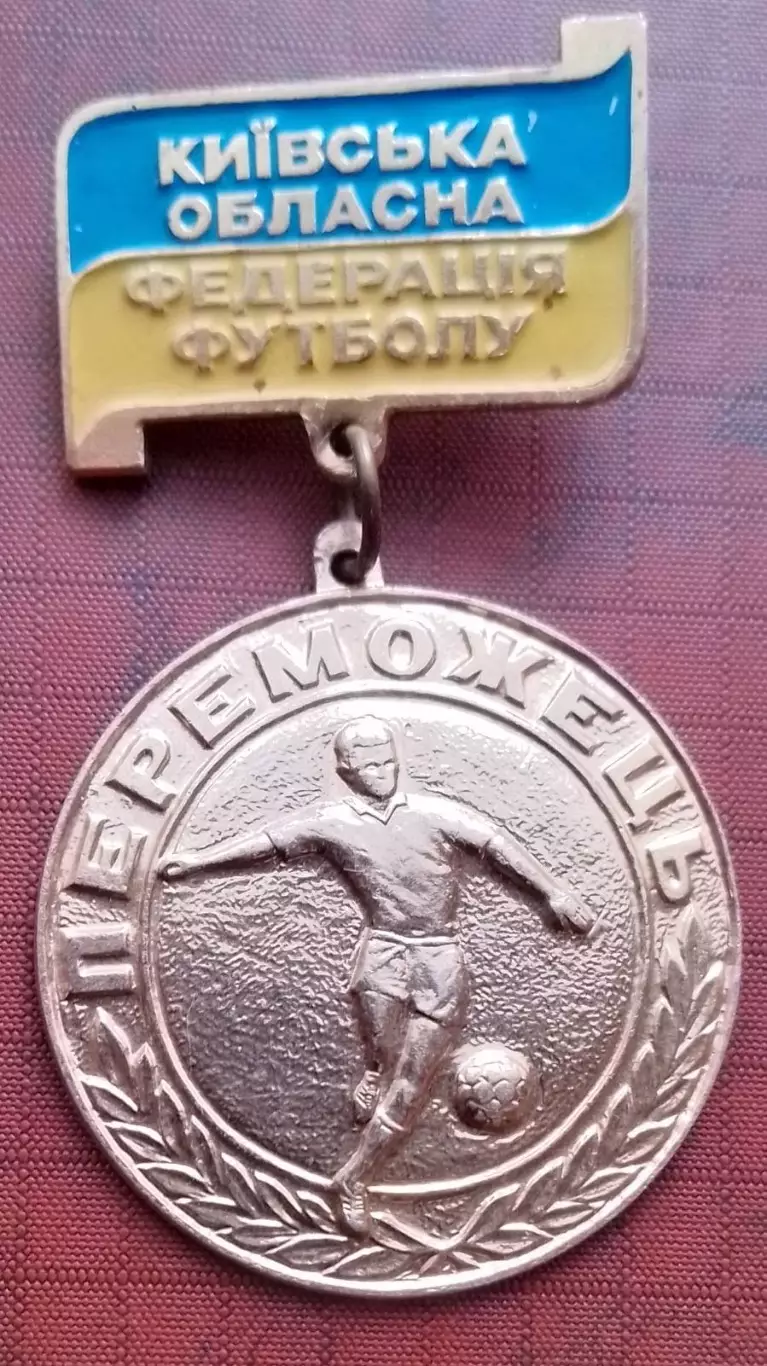 КИЇВСЬКА
ОБЛАСНА
ФЕДЕРАЦІЯ
ФУТБОЛУ
ПЕРЕМОЖЕЦЬ